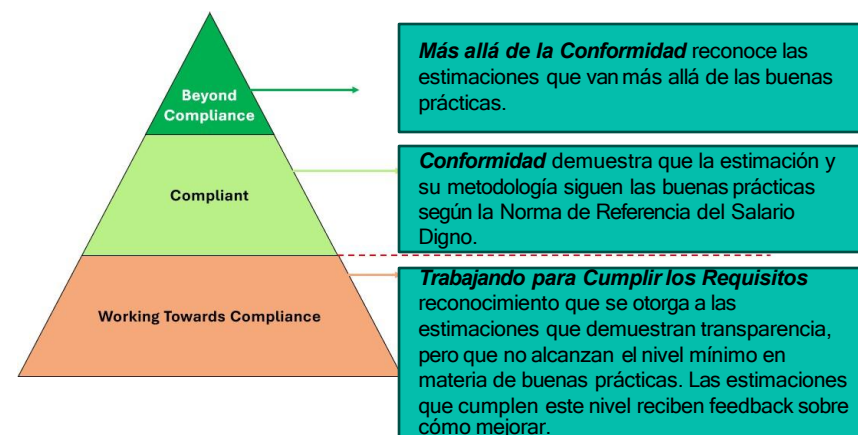 Beyond
Compliance
Más allá de la Conformidad reconoce las
estimaciones que van más allá de las buenas
prácticas.
Compliant
Conformidad demuestra que la estimación y
su metodología siguen las buenas prácticas
según la Norma de Referencia del Salario
Digno.
Working Towards Compliance
Trabajando para Cumplir los Requisitos
reconocimiento que se otorga a las
estimaciones que demuestran transparencia,
pero que no alcanzan el nivel mínimo en
materia de buenas prácticas. Las estimaciones
que cumplen este nivel reciben feedback sobre
cómo mejorar.